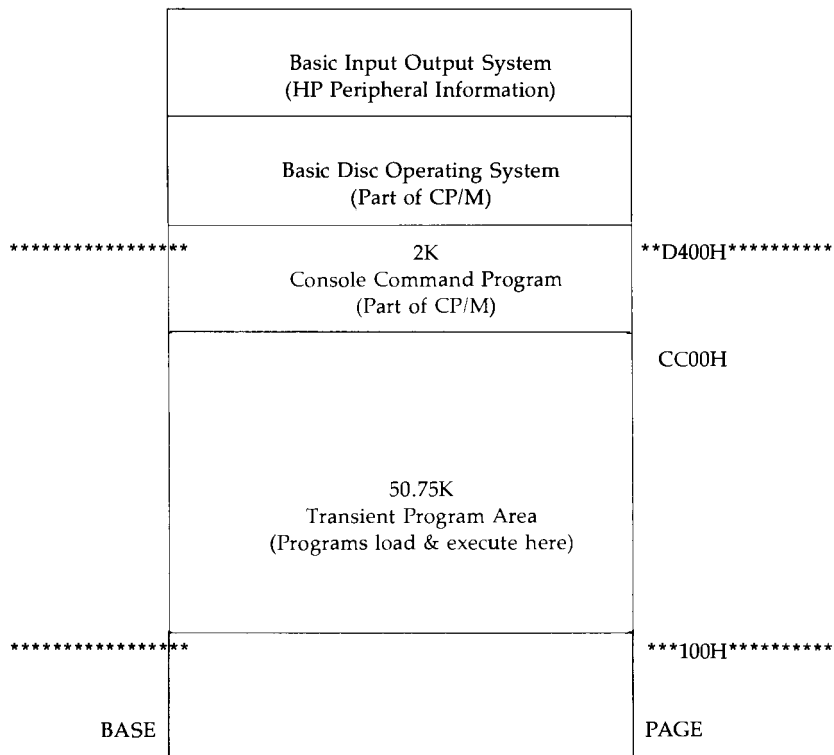 Basic Input Output System
(HP Peripheral Information)
Basic Disc Operating System
(Part of CP/M)
**************** 2K **D400H**********
Console Command Program
(Part of CP/M)
CC00H
50.75K
Transient Program Area
(Programs load & execute here)
**************** ***100H**********
BASE PAGE